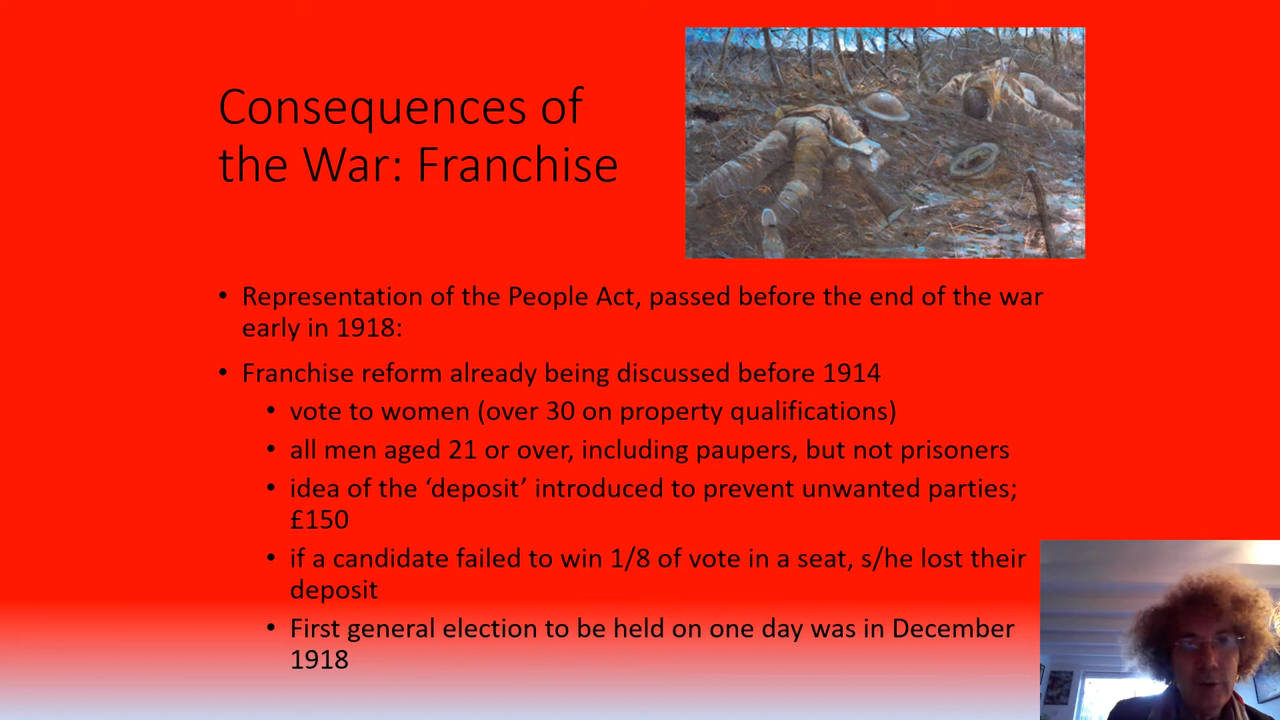 Consequences of
the War: Franchise
• Representation of the People Act, passed before the end of the war
early in 1918:
• Franchise reform already being discussed before 1914
• vote to women (over 30 on property qualifications)
• all men aged 21 or over, including paupers, but not prisoners
• idea of the ‘deposit’ introduced to prevent unwanted parties;
£150
• if a candidate failed to win 1/8 of vote in a seat, s/he lost their
deposit
• First general election to be held on one day was in December
1918